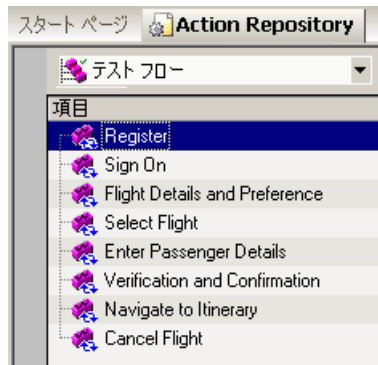 スタート ページ Action Repository
テスト フロー
項目
Register
Sign On
Flight Details and Preference
Select Flight
Enter Passenger Details
Verification and Confirmation
Navigate to Itinerary
Cancel Flight